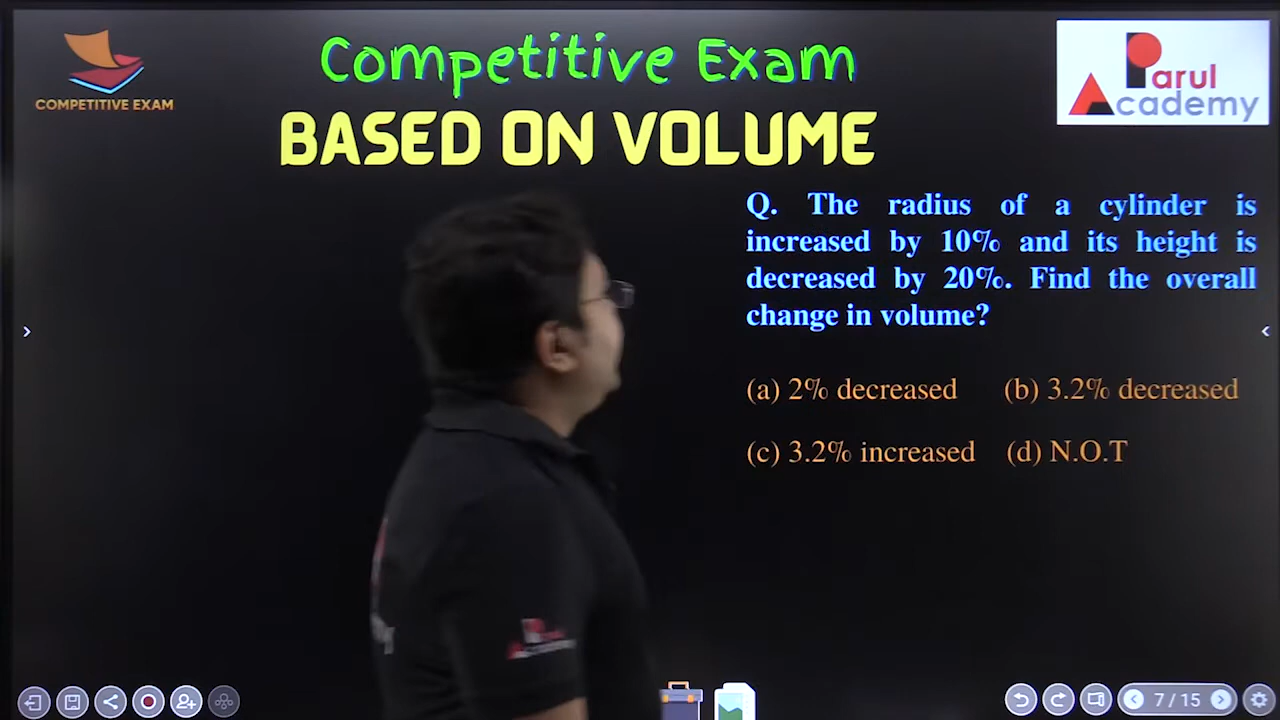 Competitive Exam
COMPETITIVE EXAM
Parul
Academy
BASED ON VOLUME
Q. The radius of a cylinder is
increased by 10% and its height is
decreased by 20%. Find the overall
change in volume?
(a) 2% decreased (b) 3.2% decreased
(c) 3.2% increased (d) N.O.T
7 / 15